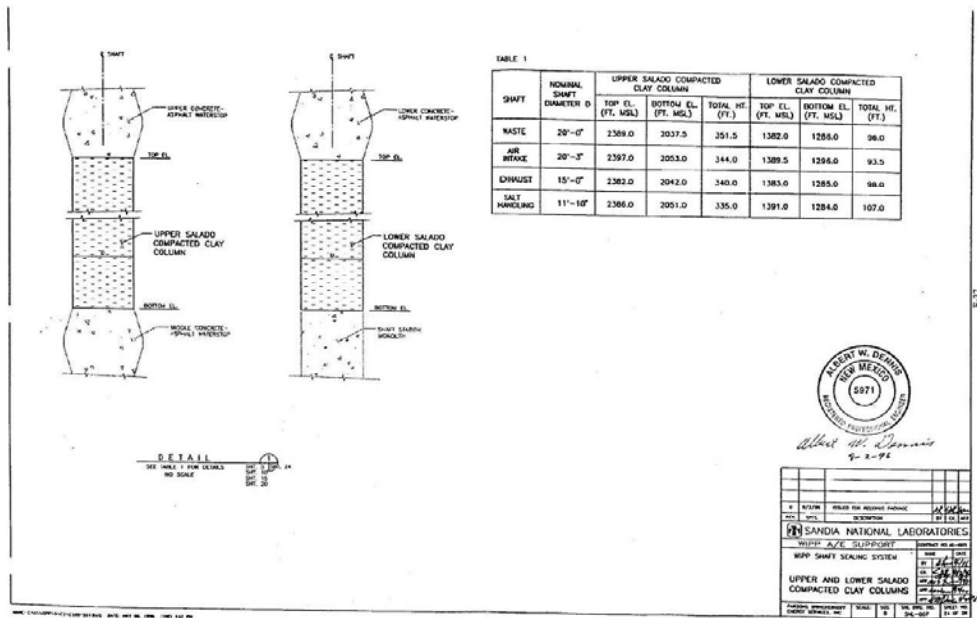 ℄ SHAFT
UPPER CONCRETE-
ASPHALT WATERSTOP
TOP EL.
UPPER SALADO
COMPACTED CLAY
COLUMN
BOTTOM EL.
MIDDLE CONCRETE-
ASPHALT WATERSTOP
℄ SHAFT
LOWER CONCRETE-
ASPHALT WATERSTOP
TOP EL.
LOWER SALADO
COMPACTED CLAY
COLUMN
BOTTOM EL.
SHAFT STATION
MONOLITH
DETAIL 1
SEE TABLE 1 FOR DETAILS
NO SCALE
TABLE 1
SHAFT NOMINAL SHAFT DIAMETER D UPPER SALADO COMPACTED CLAY COLUMN LOWER SALADO COMPACTED CLAY COLUMN
TOP EL. (FT. MSL) BOTTOM EL. (FT. MSL) TOTAL HT. (FT.) TOP EL. (FT. MSL) BOTTOM EL. (FT. MSL) TOTAL HT. (FT.)
WASTE 20'-0" 2389.0 2037.5 351.5 1382.0 1286.0 96.0
AIR INTAKE 20'-3" 2397.0 2053.0 344.0 1389.5 1296.0 93.5
EXHAUST 15'-0" 2382.0 2042.0 340.0 1383.0 1285.0 98.0
SALT HANDLING 11'-10" 2386.0 2051.0 335.0 1391.0 1284.0 107.0
ALBERT W. DENNIS
NEW MEXICO
5971
REGISTERED PROFESSIONAL ENGINEER
Albert W. Dennis
DESCRIPTION
SANDIA NATIONAL LABORATORIES
WIPP A/E SUPPORT
WIPP SHAFT SEALING SYSTEM
NAME DATE
UPPER AND LOWER SALADO
COMPACTED CLAY COLUMNS
SCALE
SIZE